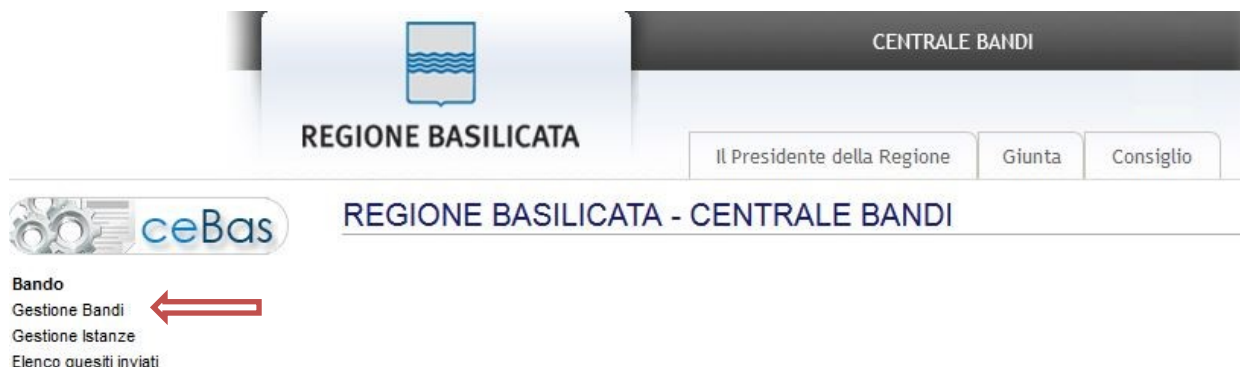 CENTRALE BANDI
REGIONE BASILICATA
Il Presidente della Regione
Giunta
Consiglio
ceBas
REGIONE BASILICATA - CENTRALE BANDI
Bando
Gestione Bandi
Gestione Istanze
Elenco quesiti inviati